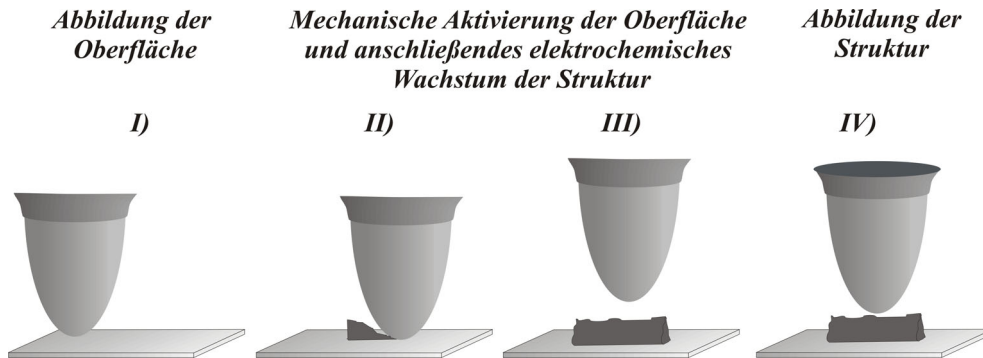 Abbildung der
Oberfläche
Mechanische Aktivierung der Oberfläche
und anschließendes elektrochemisches
Wachstum der Struktur
Abbildung der
Struktur
I)
II)
III)
IV)